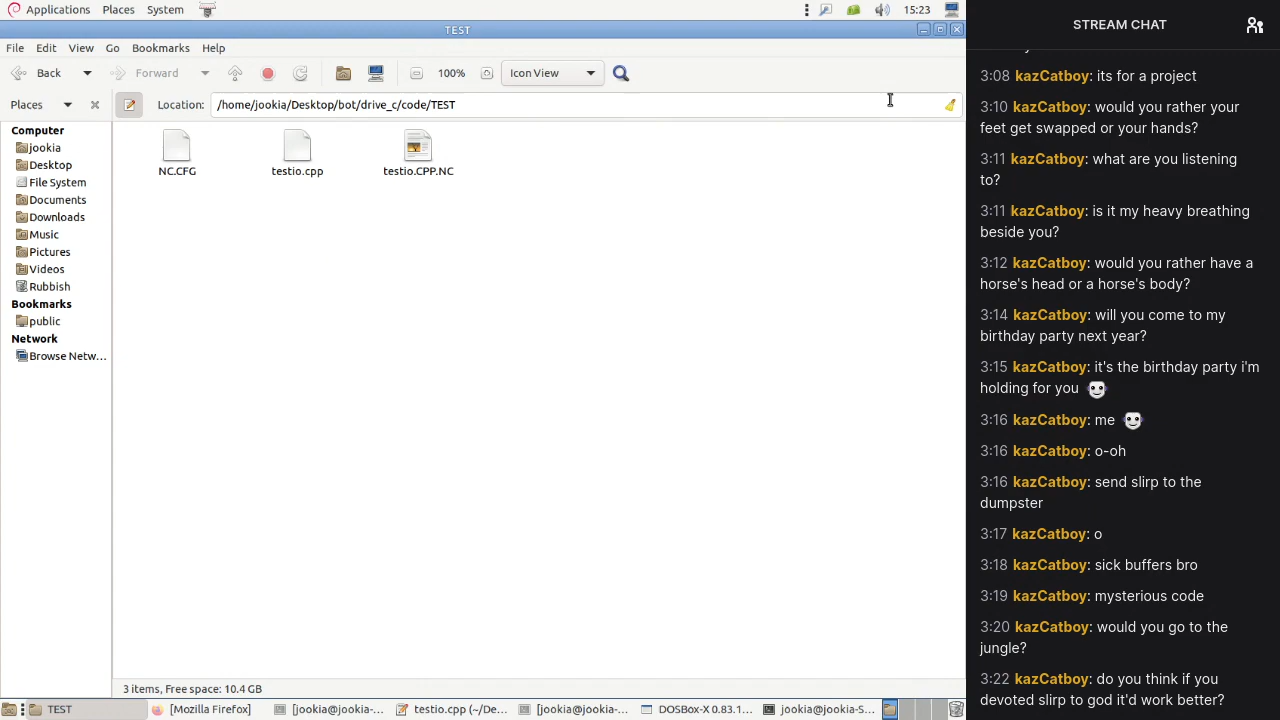 Applications Places System 15:23
STREAM CHAT
TEST
File Edit View Go Bookmarks Help
Back Forward 100% Icon View
Places Location: /home/jookia/Desktop/bot/drive_c/code/TEST
Computer
jookia
Desktop
File System
Documents
Downloads
Music
Pictures
Videos
Rubbish
Bookmarks
public
Network
Browse Netw...
NC.CFG testio.cpp testio.CPP.NC
3 items, Free space: 10.4 GB
TEST [Mozilla Firefox] [jookia@jookia-... testio.cpp (~/De... [jookia@jookia-... DOSBox-X 0.83.1... jookia@jookia-S...
3:08 kazCatboy: its for a project
3:10 kazCatboy: would you rather your
feet get swapped or your hands?
3:11 kazCatboy: what are you listening
to?
3:11 kazCatboy: is it my heavy breathing
beside you?
3:12 kazCatboy: would you rather have a
horse's head or a horse's body?
3:14 kazCatboy: will you come to my
birthday party next year?
3:15 kazCatboy: it's the birthday party i'm
holding for you
3:16 kazCatboy: me
3:16 kazCatboy: o-oh
3:16 kazCatboy: send slirp to the
dumpster
3:17 kazCatboy: o
3:18 kazCatboy: sick buffers bro
3:19 kazCatboy: mysterious code
3:20 kazCatboy: would you go to the
jungle?
3:22 kazCatboy: do you think if you
devoted slirp to god it'd work better?